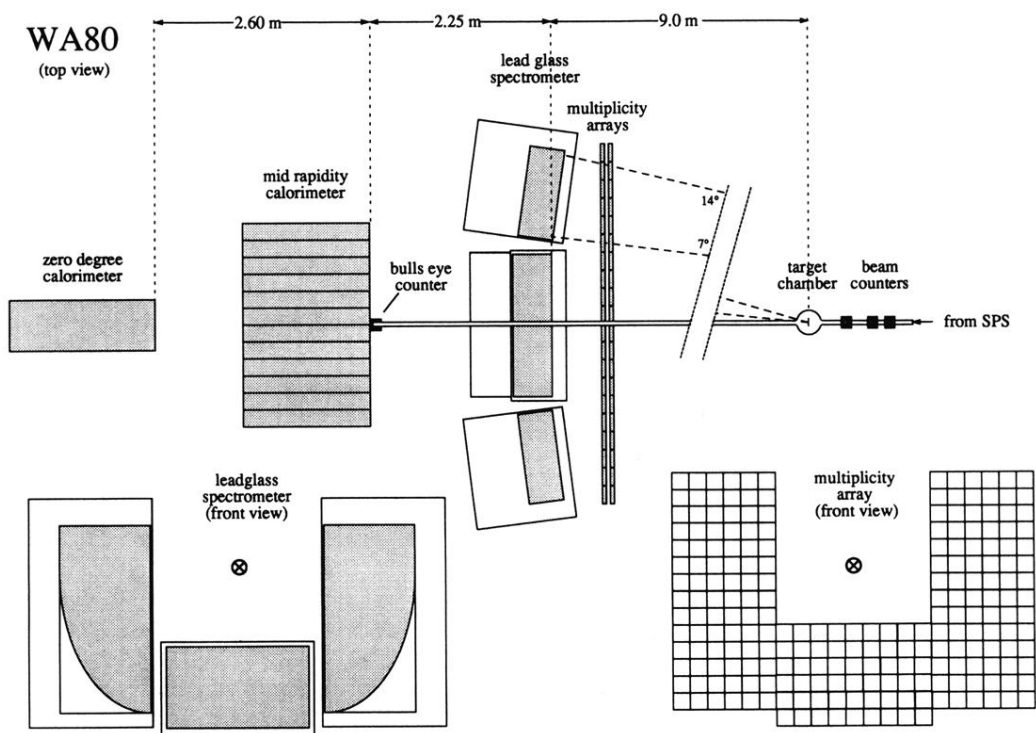 2.60 m
2.25 m
9.0 m
WA80
(top view)
lead glass
spectrometer
multiplicity
arrays
mid rapidity
calorimeter
14°
7°
zero degree
calorimeter
bulls eye
counter
target
chamber
beam
counters
from SPS
leadglass
spectrometer
(front view)
multiplicity
array
(front view)